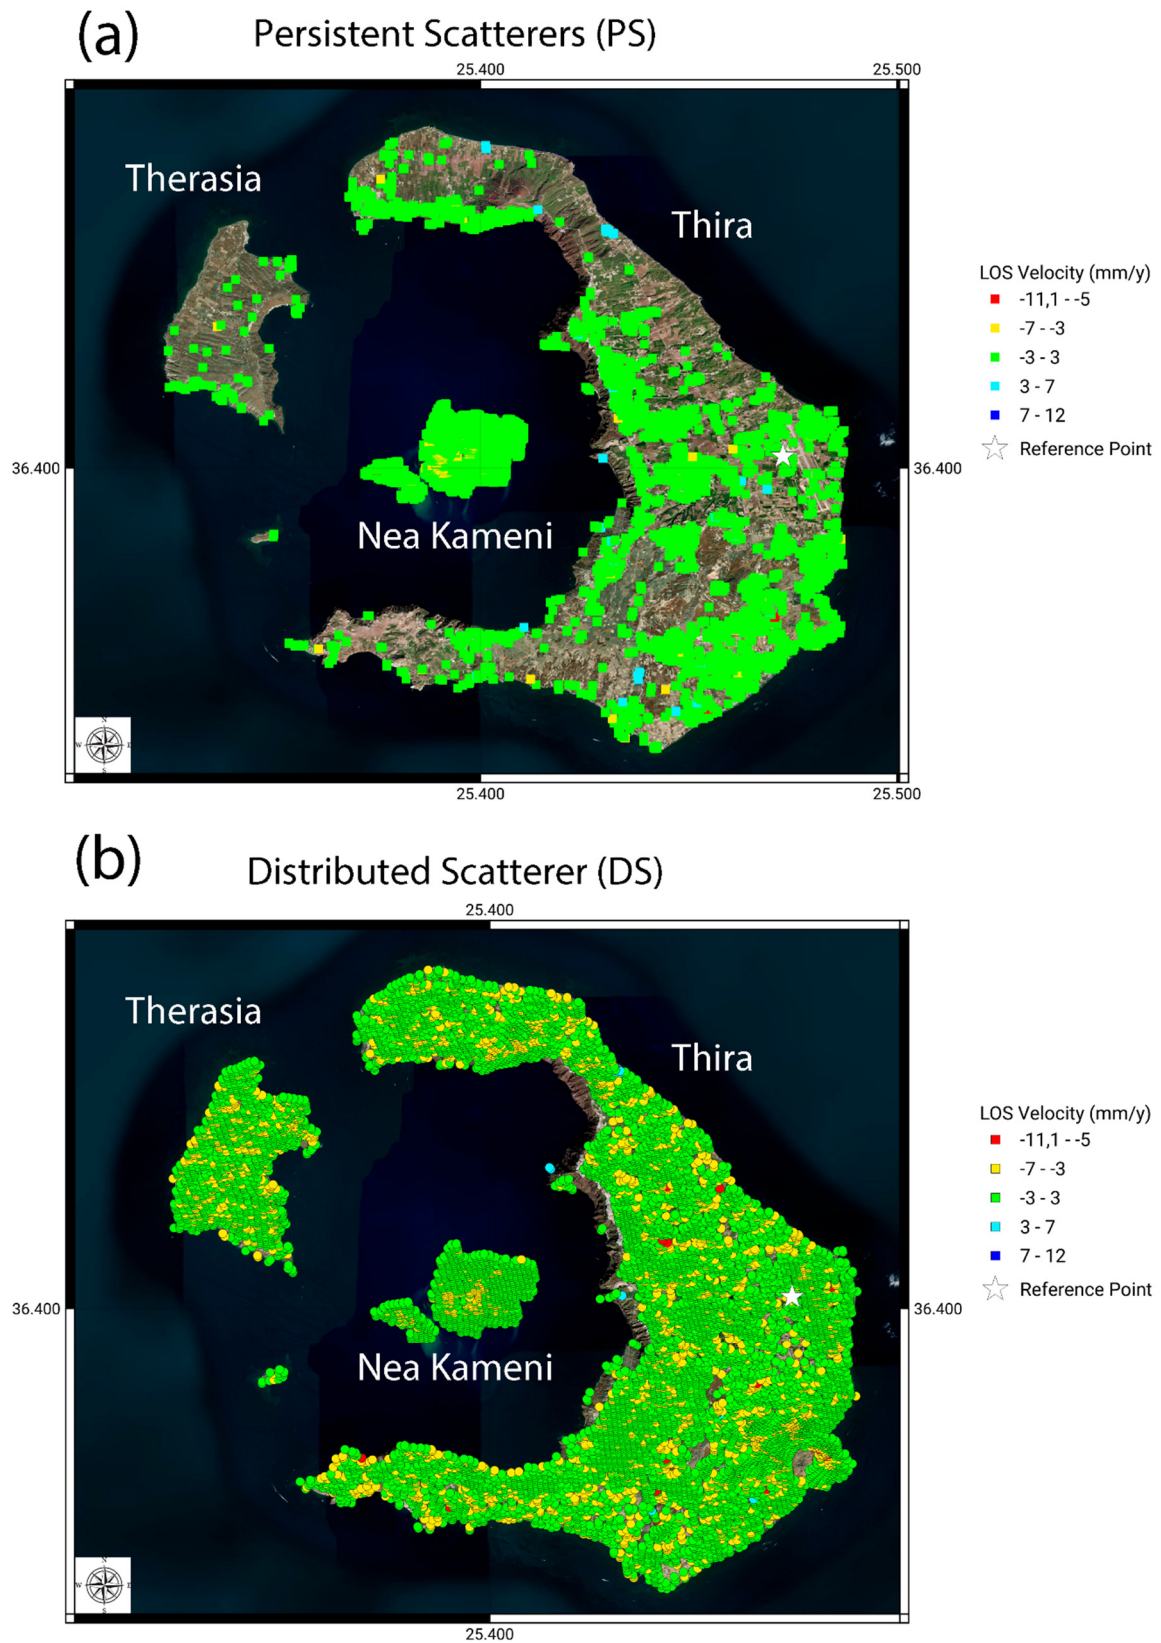 (a)
Persistent Scatterers (PS)
25.400
25.500
Therasia
Thira
LOS Velocity (mm/y)
-11,1 - -5
-7 - -3
-3 - 3
3 - 7
7 - 12
Reference Point
36.400
36.400
Nea Kameni
N
W
E
S
25.400
25.500
(b)
Distributed Scatterer (DS)
25.400
Therasia
Thira
LOS Velocity (mm/y)
-11,1 - -5
-7 - -3
-3 - 3
3 - 7
7 - 12
Reference Point
36.400
36.400
Nea Kameni
N
W
E
S
25.400